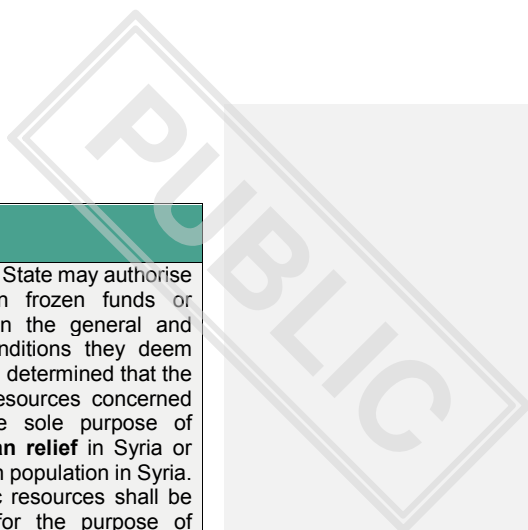 PUBLIC
State may authorise
n frozen funds or
n the general and
nditions they deem
determined that the
esources concerned
e sole purpose of
an relief in Syria or
n population in Syria.
c resources shall be
for the purpose of